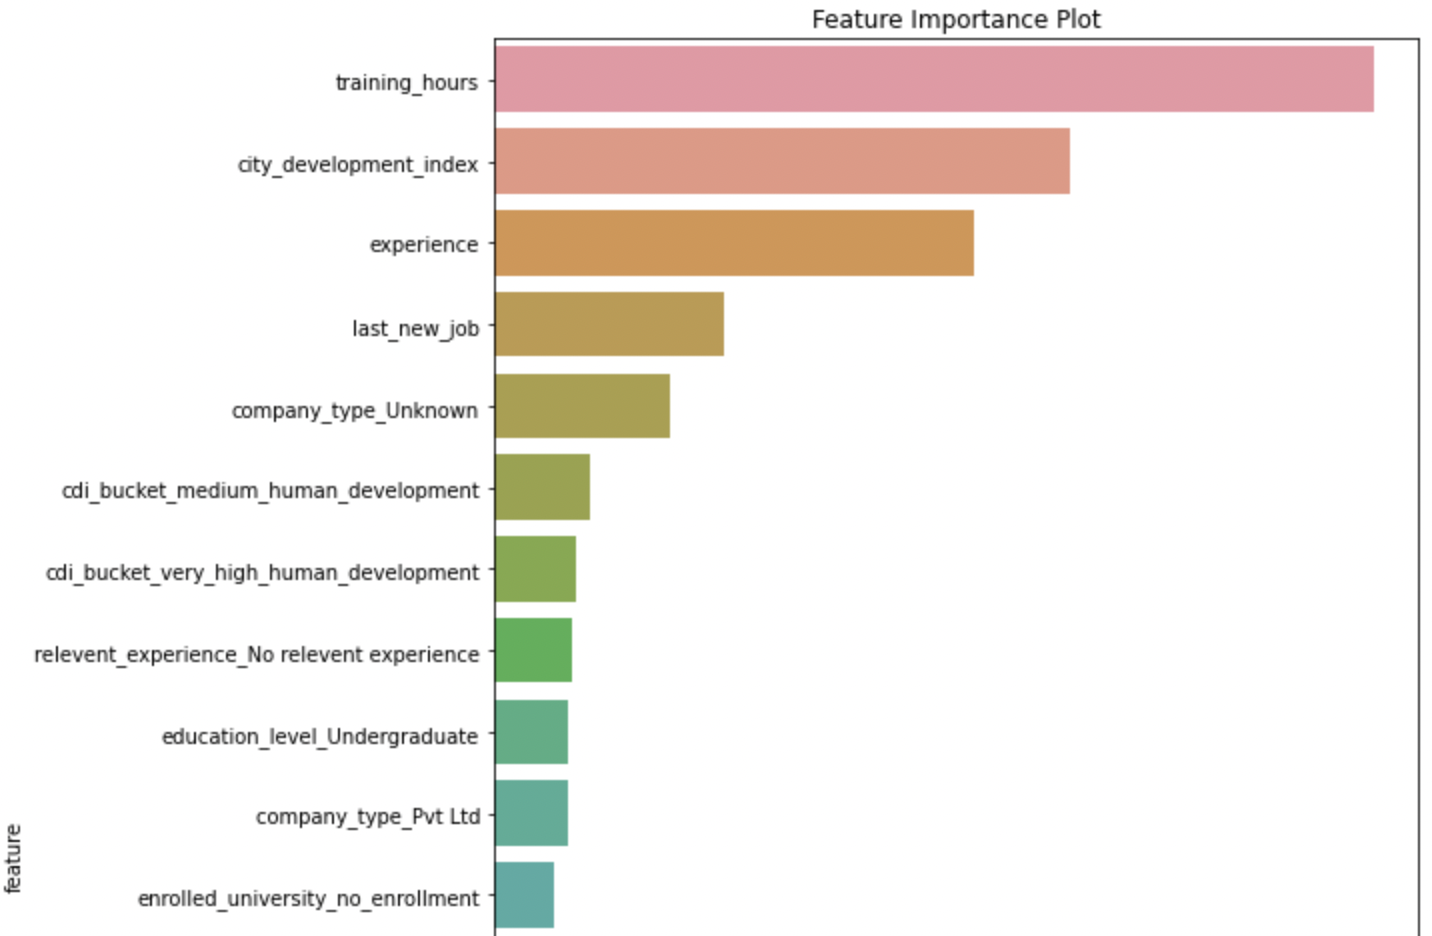 Feature Importance Plot
training_hours
city_development_index
experience
last_new_job
company_type_Unknown
cdi_bucket_medium_human_development
cdi_bucket_very_high_human_development
relevent_experience_No relevent experience
education_level_Undergraduate
company_type_Pvt Ltd
enrolled_university_no_enrollment
feature